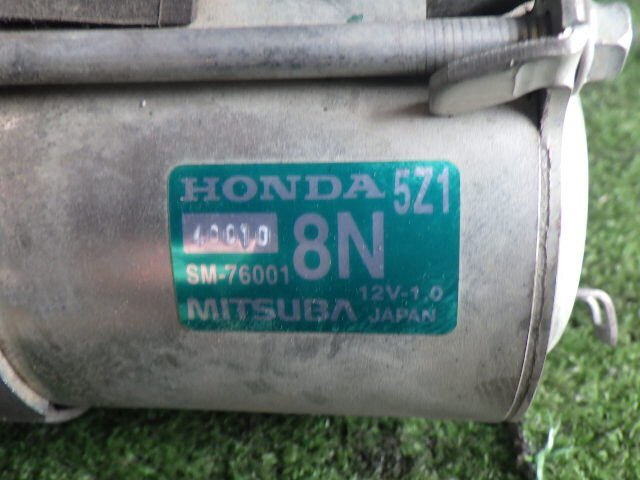 HONDA 5Z1
8N
SM-76001
12V-1.0
MITSUBA JAPAN